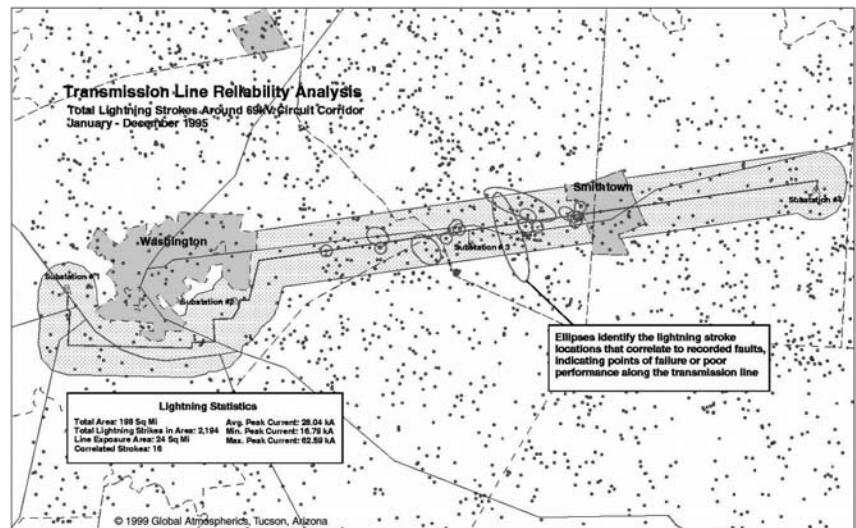 Transmission Line Reliability Analysis
Total Lightning Strokes Around 69kV Circuit Corridor
January - December 1995
Smithtown
Washington
Substation #1
Substation #2
Substation # 3
Ellipses identify the lightning stroke
locations that correlate to recorded faults,
indicating points of failure or poor
performance along the transmission line
Lightning Statistics
Total Area: 198 Sq Mi Avg. Peak Current: 28.04 kA
Total Lightning Strikes in Area: 2,194 Min. Peak Current: 16.79 kA
Line Exposure Area: 24 Sq Mi Max. Peak Current: 62.59 kA
Correlated Strokes: 16
© 1999 Global Atmospherics, Tucson, Arizona